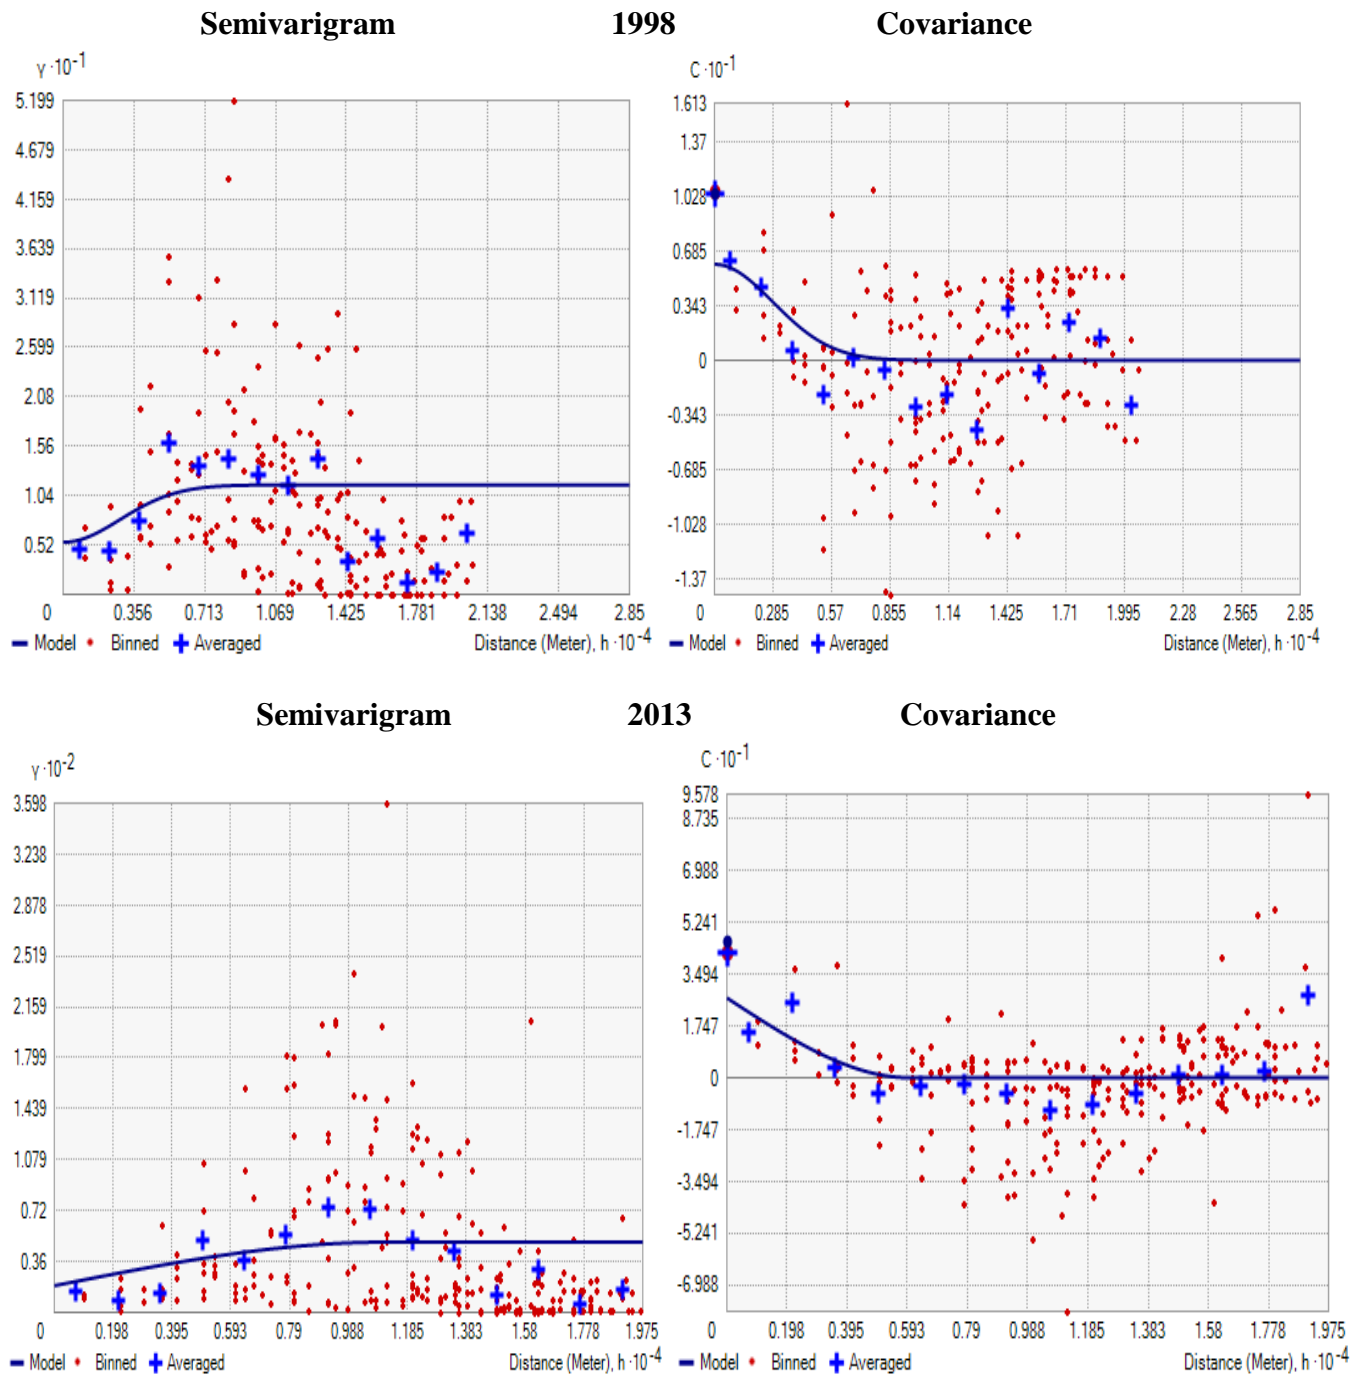 Semivarigram 1998 Covariance
γ ·10-1
5.199
4.679
4.159
3.639
3.119
2.599
2.08
1.56
1.04
0.52
0 0.356 0.713 1.069 1.425 1.781 2.138 2.494 2.85
Model Binned Averaged Distance (Meter), h ·10-4
C ·10-1
1.613
1.37
1.028
0.685
0.343
0
-0.343
-0.685
-1.028
-1.37
0 0.285 0.57 0.855 1.14 1.425 1.71 1.995 2.28 2.565 2.85
Model Binned Averaged Distance (Meter), h ·10-4
Semivarigram 2013 Covariance
γ ·10-2
3.598
3.238
2.878
2.519
2.159
1.799
1.439
1.079
0.72
0.36
0 0.198 0.395 0.593 0.79 0.988 1.185 1.383 1.58 1.778 1.975
Model Binned Averaged Distance (Meter), h ·10-4
C ·10-1
9.578
8.735
6.988
5.241
3.494
1.747
0
-1.747
-3.494
-5.241
-6.988
0 0.198 0.395 0.593 0.79 0.988 1.185 1.383 1.58 1.778 1.975
Model Binned Averaged Distance (Meter), h ·10-4